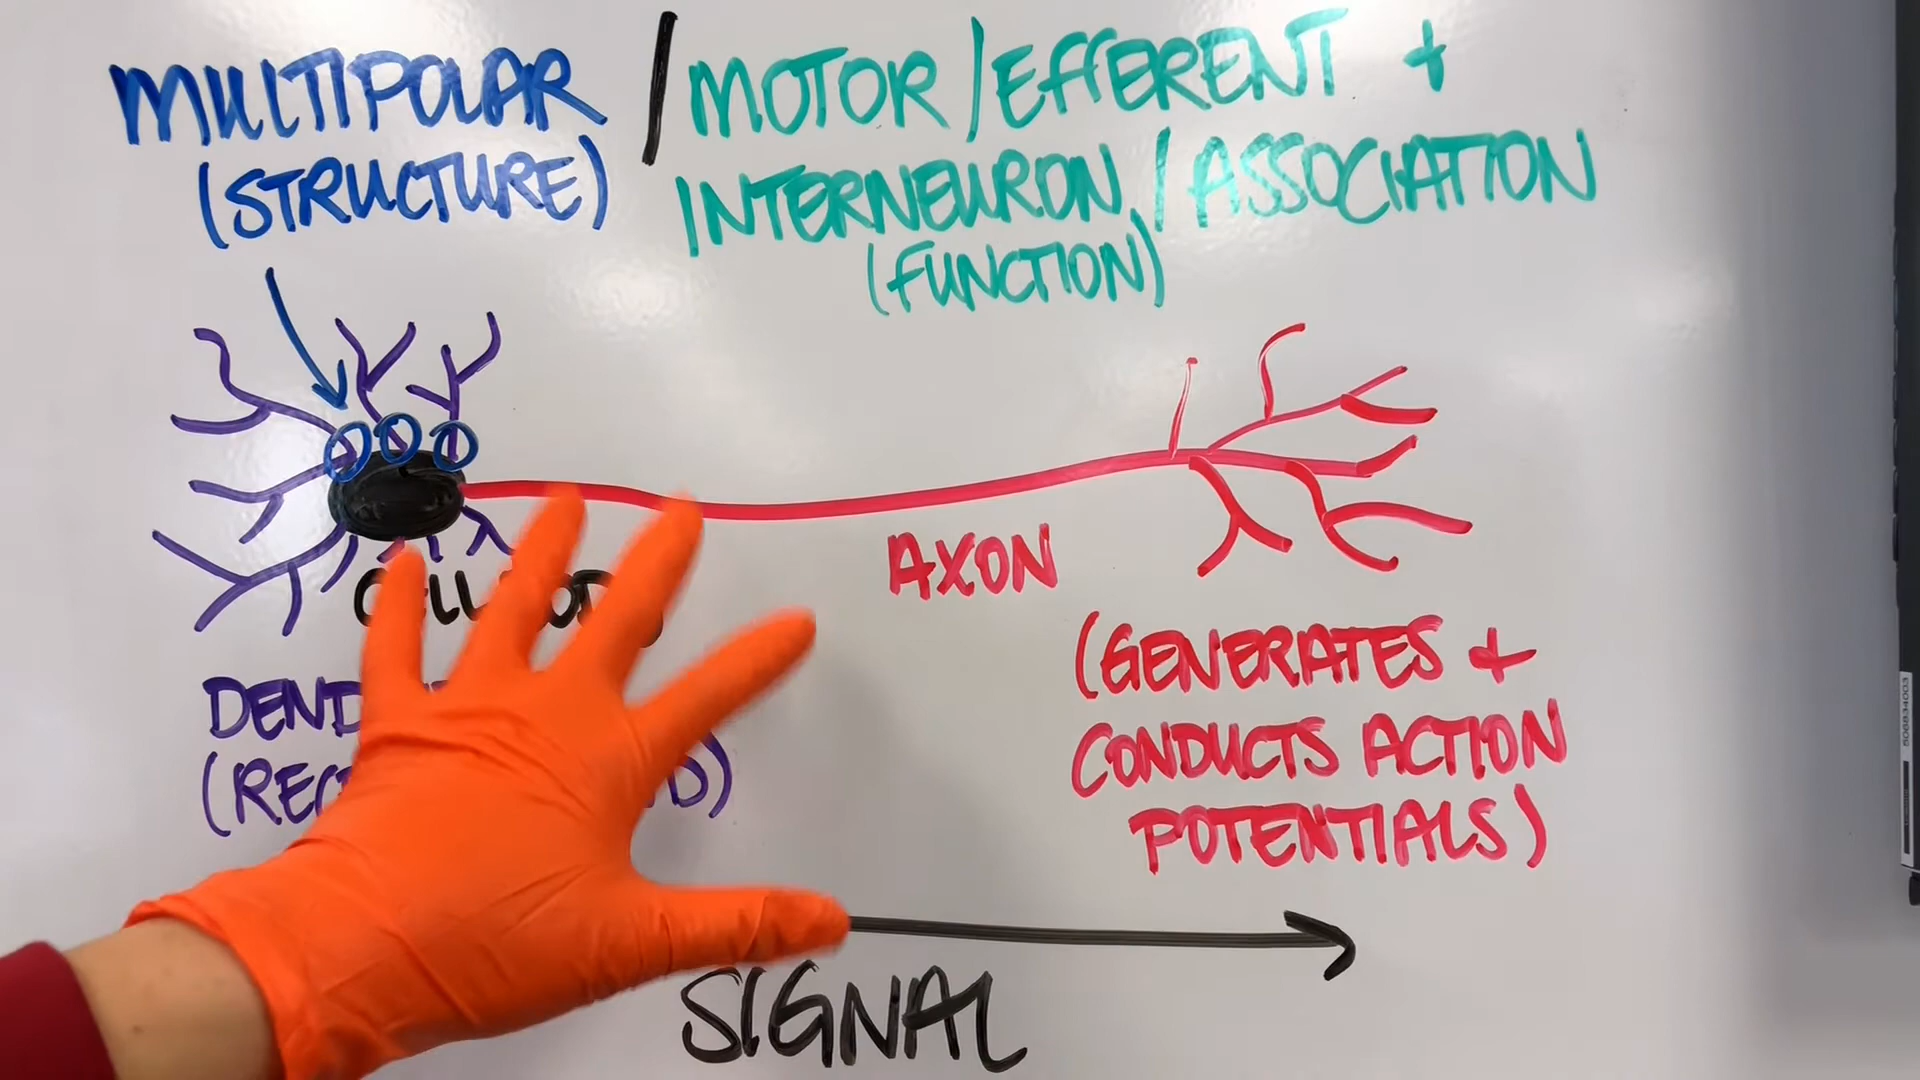 MULTIPOLAR / MOTOR/EFFERENT +
(STRUCTURE) INTERNEURON/ASSOCIATION
(FUNCTION)
AXON
(GENERATES +
CONDUCTS ACTION
POTENTIALS)
SIGNAL